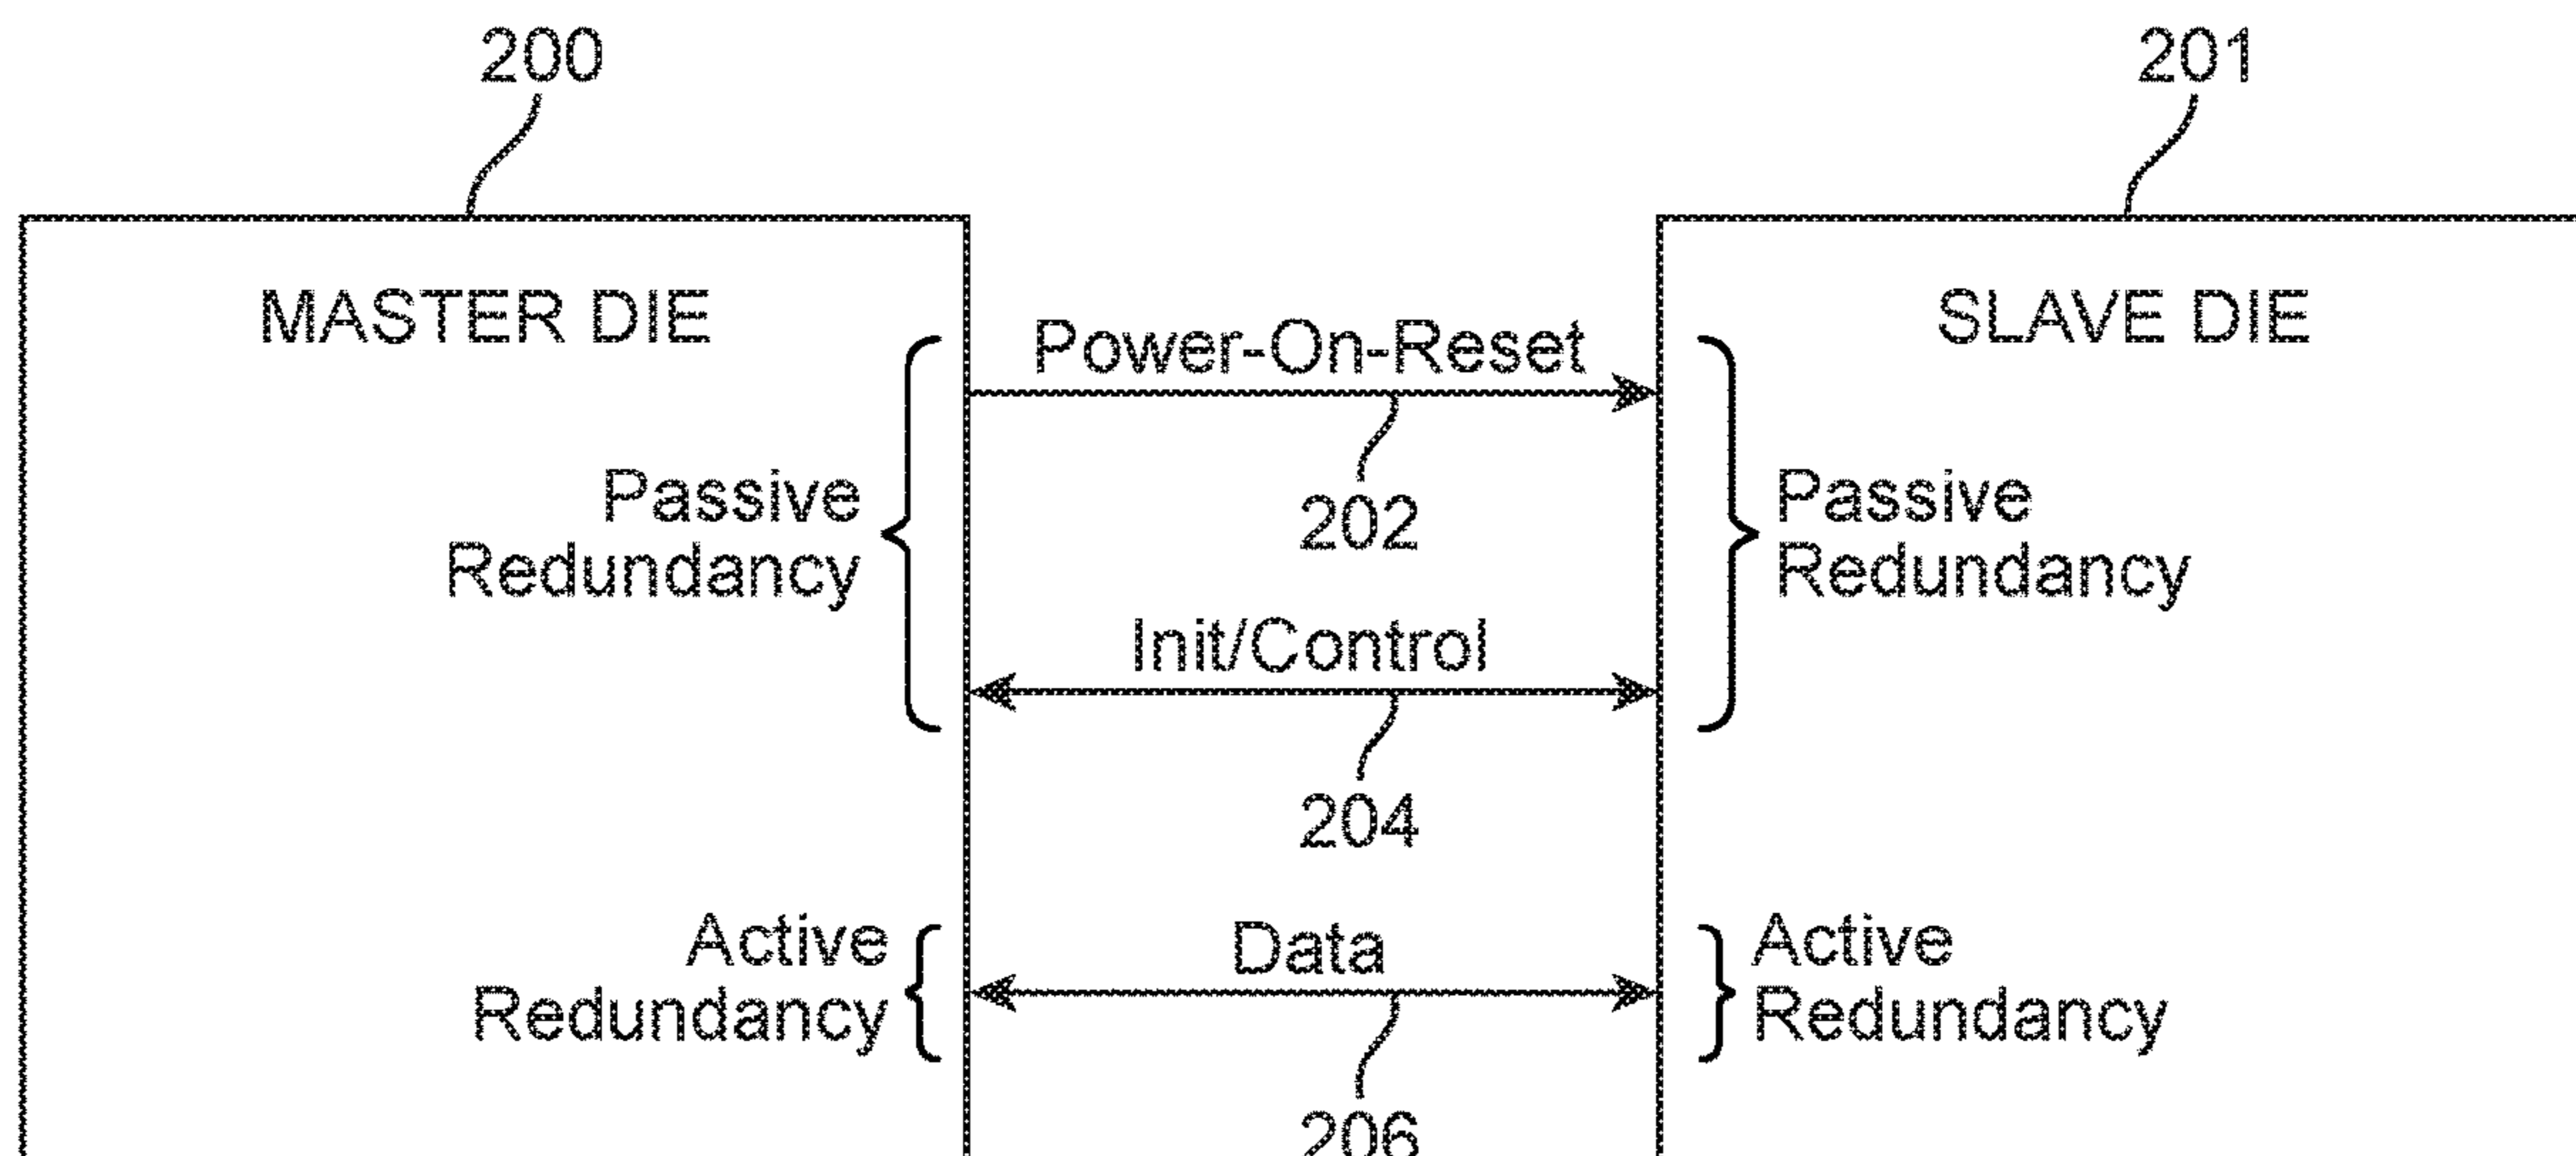 200
201
MASTER DIE
SLAVE DIE
Power-On-Reset
202
Passive
Redundancy
Passive
Redundancy
Init/Control
204
Active
Redundancy
Data
Active
Redundancy
206